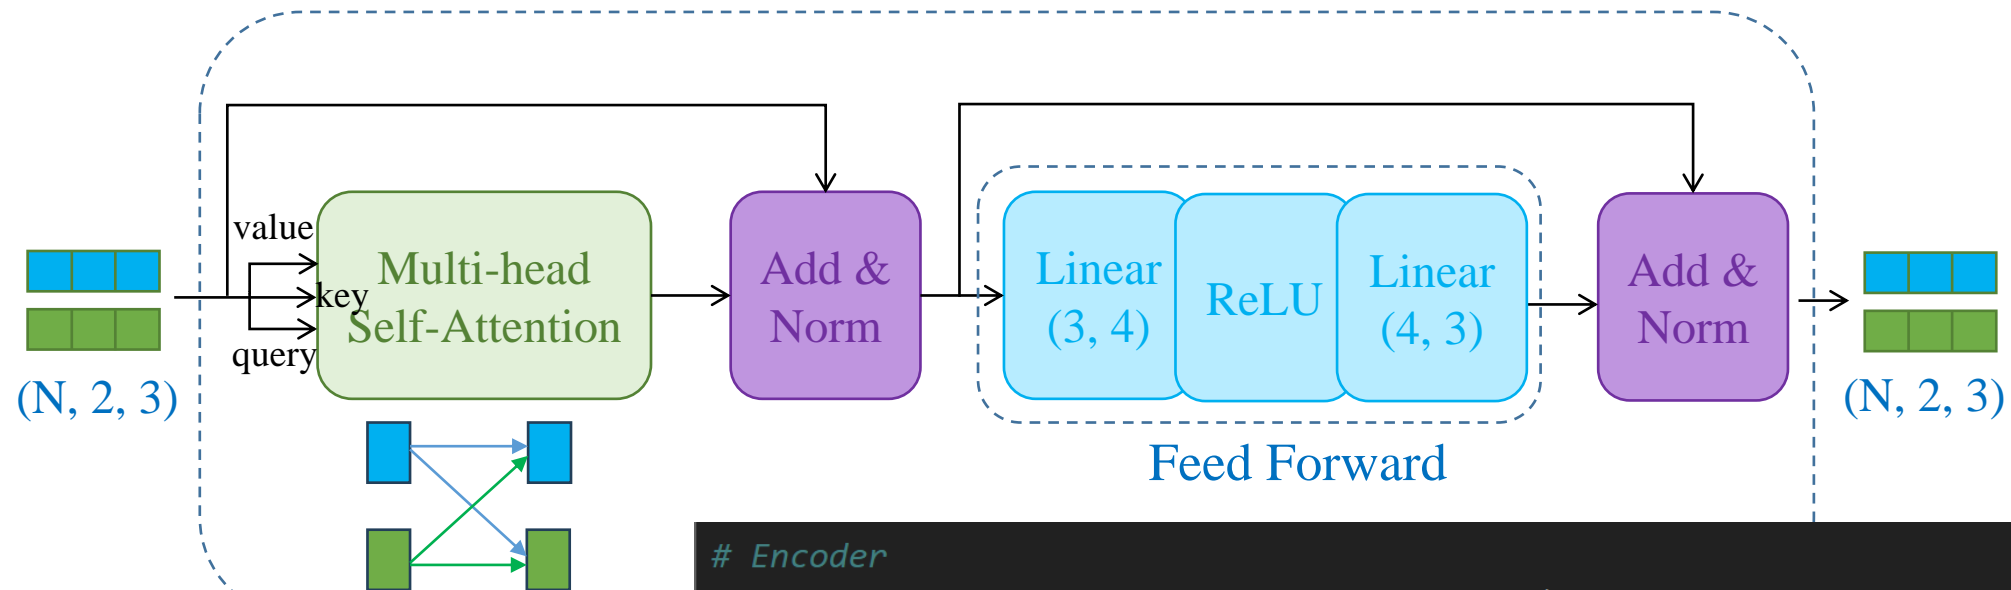 value
key
query
(N, 2, 3)
Multi-head
Self-Attention
Add &
Norm
Linear
(3, 4)
ReLU
Linear
(4, 3)
Feed Forward
Add &
Norm
(N, 2, 3)
# Encoder